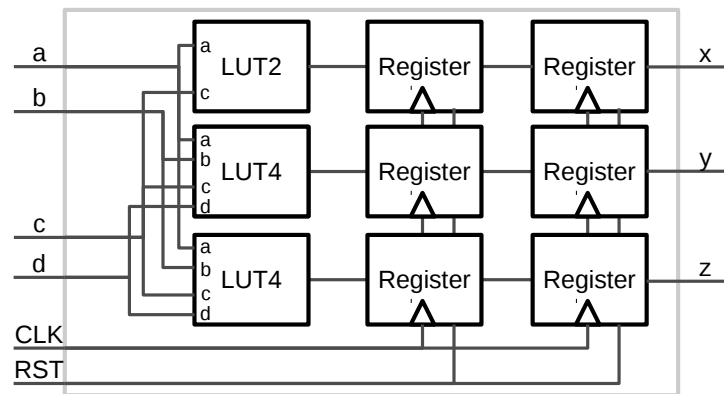 a
b
c
d
CLK
RST
a
c
LUT2
a
b
c
d
LUT4
a
b
c
d
LUT4
Register
Register
Register
Register
Register
Register
x
y
z